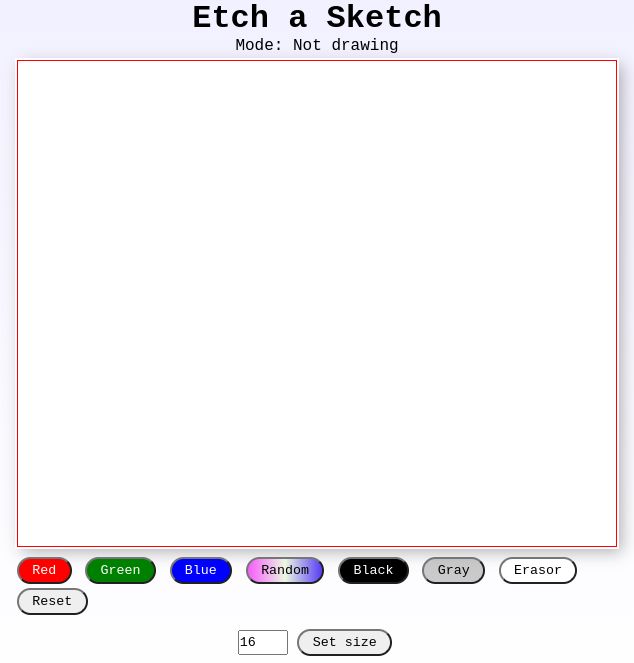 Etch a Sketch
Mode: Not drawing
Red Green Blue Random Black Gray Erasor
Reset
16 Set size